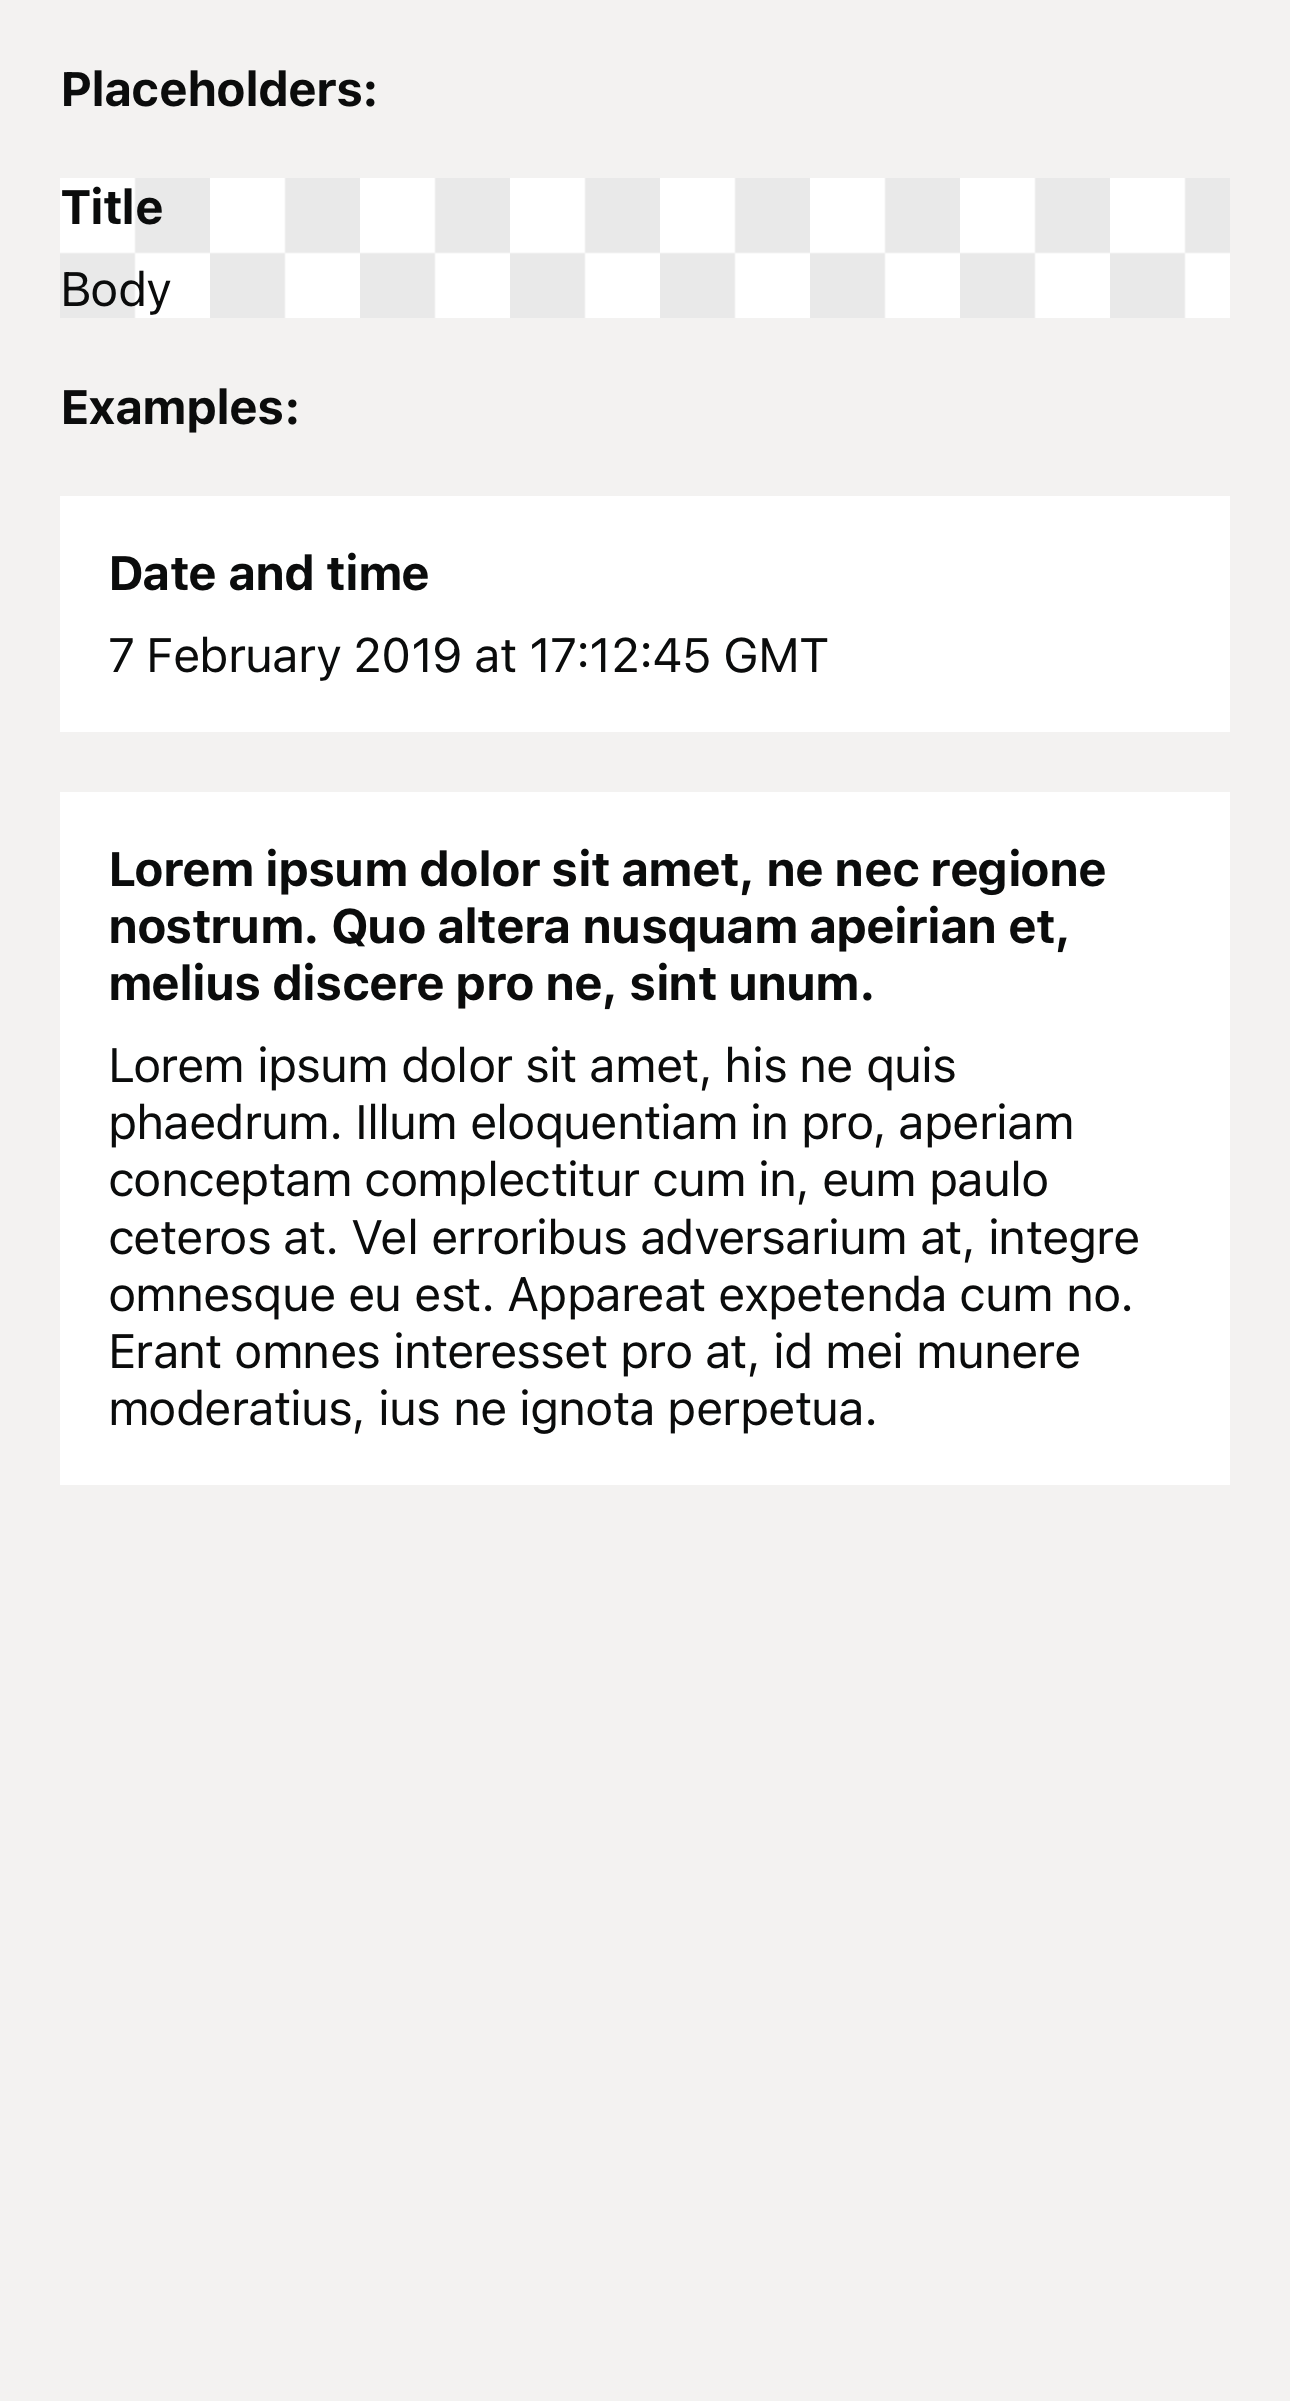 Placeholders:
Title
Body
Examples:
Date and time
7 February 2019 at 17:12:45 GMT
Lorem ipsum dolor sit amet, ne nec regione
nostrum. Quo altera nusquam apeirian et,
melius discere pro ne, sint unum.
Lorem ipsum dolor sit amet, his ne quis
phaedrum. Illum eloquentiam in pro, aperiam
conceptam complectitur cum in, eum paulo
ceteros at. Vel erroribus adversarium at, integre
omnesque eu est. Appareat expetenda cum no.
Erant omnes interesset pro at, id mei munere
moderatius, ius ne ignota perpetua.